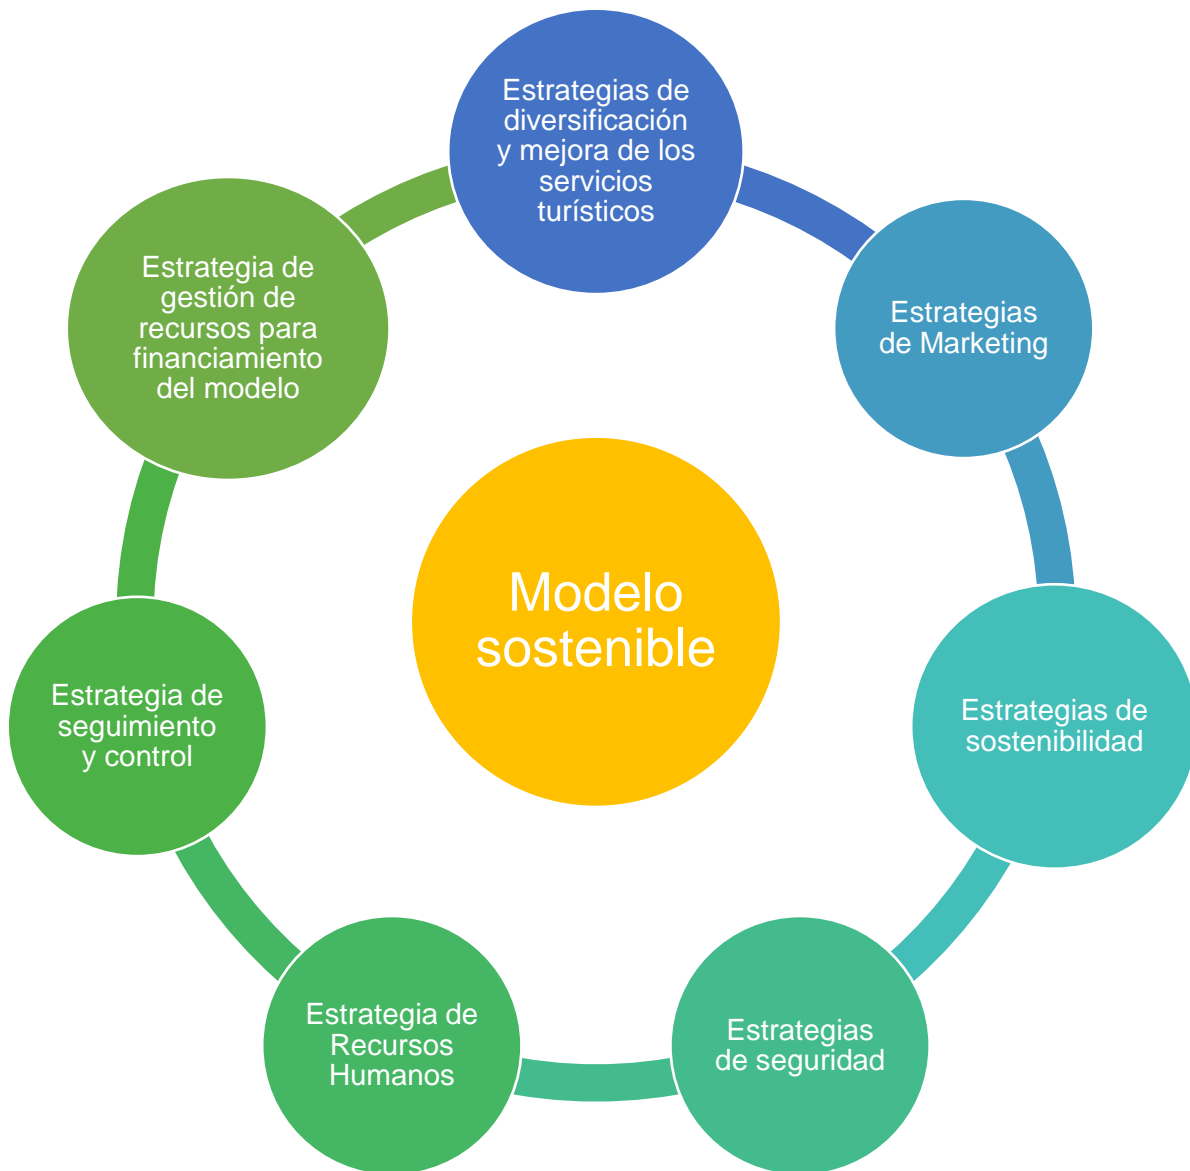 Estrategias de
diversificación
y mejora de los
servicios
turísticos
Estrategias
de Marketing
Estrategias de
sostenibilidad
Estrategias
de seguridad
Estrategia de
Recursos
Humanos
Estrategia de
seguimiento
y control
Estrategia de
gestión de
recursos para
financiamiento
del modelo
Modelo
sostenible